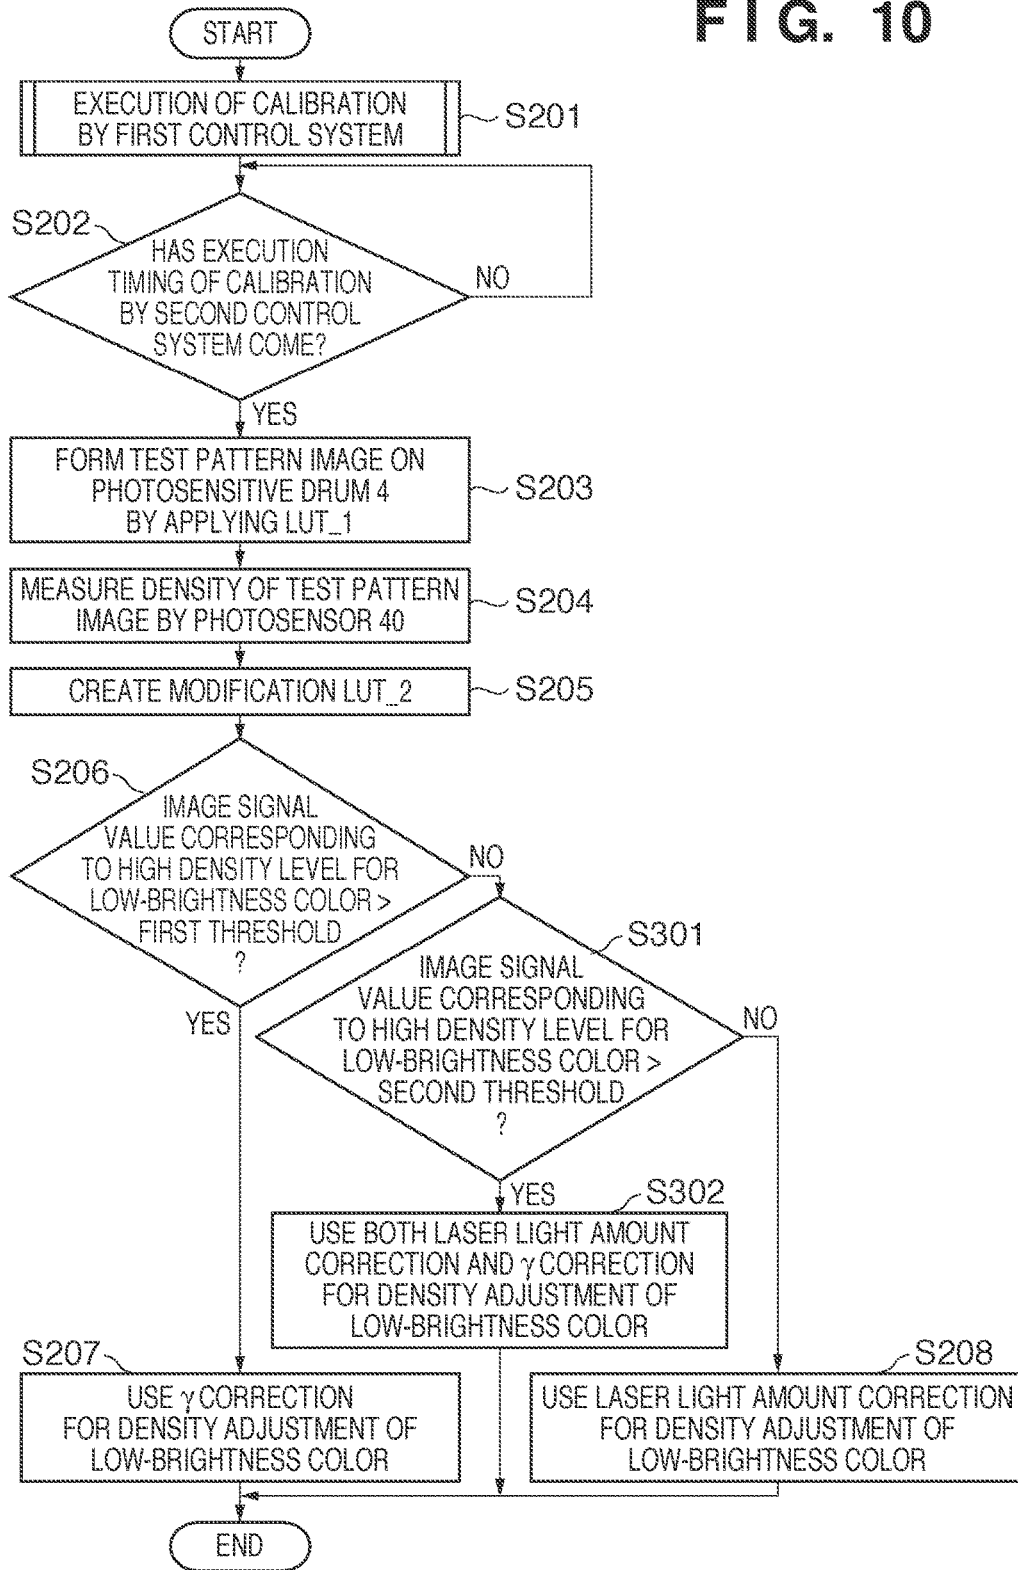 FIG. 10
START
EXECUTION OF CALIBRATION
BY FIRST CONTROL SYSTEM
S201
S202
HAS EXECUTION
TIMING OF CALIBRATION
BY SECOND CONTROL
SYSTEM COME?
NO
YES
FORM TEST PATTERN IMAGE ON
PHOTOSENSITIVE DRUM 4
BY APPLYING LUT_1
S203
MEASURE DENSITY OF TEST PATTERN
IMAGE BY PHOTOSENSOR 40
S204
CREATE MODIFICATION LUT_2
S205
S206
IMAGE SIGNAL
VALUE CORRESPONDING
TO HIGH DENSITY LEVEL FOR
LOW-BRIGHTNESS COLOR >
FIRST THRESHOLD
?
NO
YES
S301
IMAGE SIGNAL
VALUE CORRESPONDING
TO HIGH DENSITY LEVEL FOR
LOW-BRIGHTNESS COLOR >
SECOND THRESHOLD
?
NO
YES
S302
USE BOTH LASER LIGHT AMOUNT
CORRECTION AND γ CORRECTION
FOR DENSITY ADJUSTMENT OF
LOW-BRIGHTNESS COLOR
S207
USE γ CORRECTION
FOR DENSITY ADJUSTMENT OF
LOW-BRIGHTNESS COLOR
S208
USE LASER LIGHT AMOUNT CORRECTION
FOR DENSITY ADJUSTMENT OF
LOW-BRIGHTNESS COLOR
END